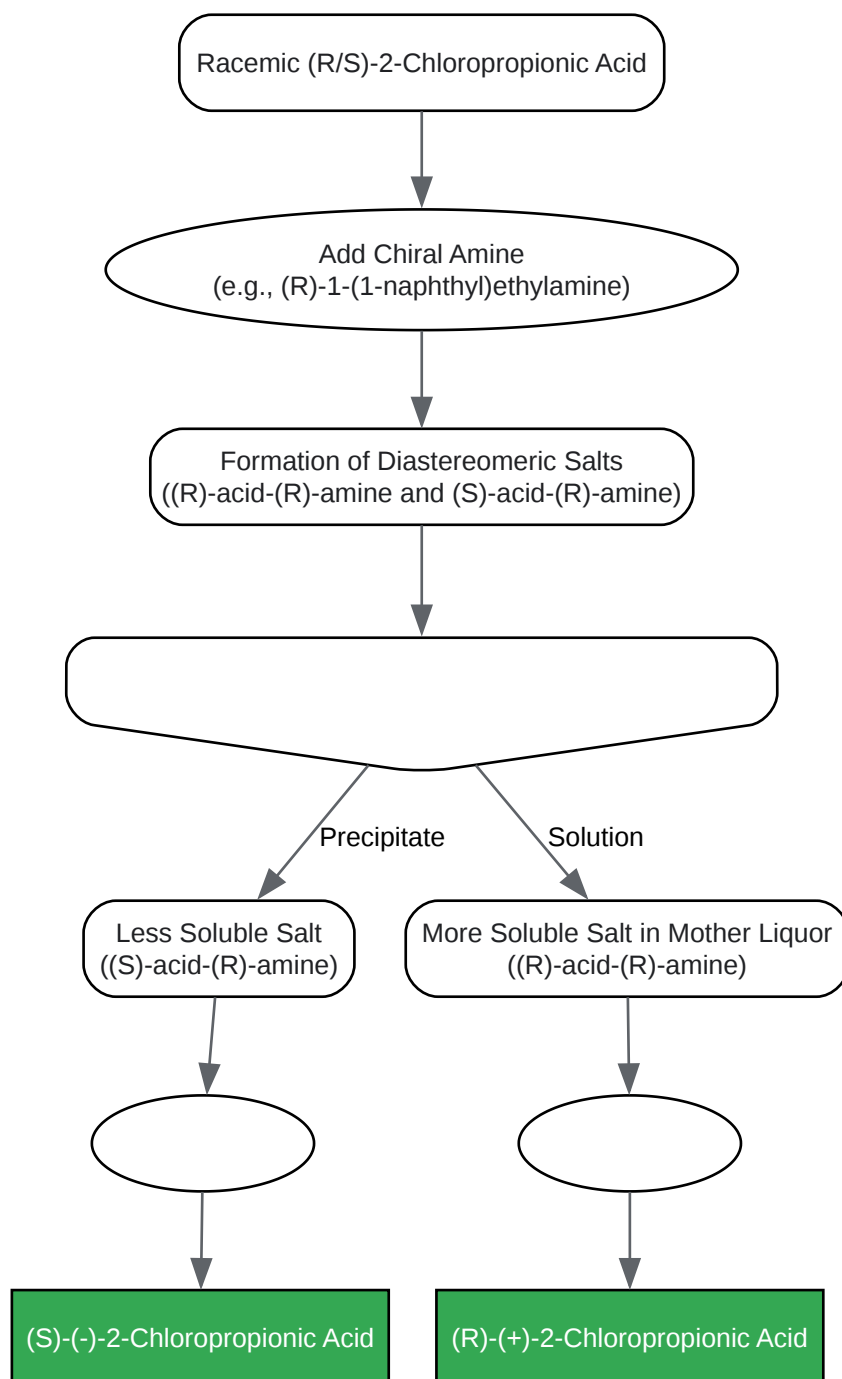 Racemic (R/S)-2-Chloropropionic Acid
Add Chiral Amine
(e.g., (R)-1-(1-naphthyl)ethylamine)
Formation of Diastereomeric Salts
((R)-acid-(R)-amine and (S)-acid-(R)-amine)
Precipitate
Solution
Less Soluble Salt
((S)-acid-(R)-amine)
More Soluble Salt in Mother Liquor
((R)-acid-(R)-amine)
(S)-(-)-2-Chloropropionic Acid
(R)-(+)-2-Chloropropionic Acid